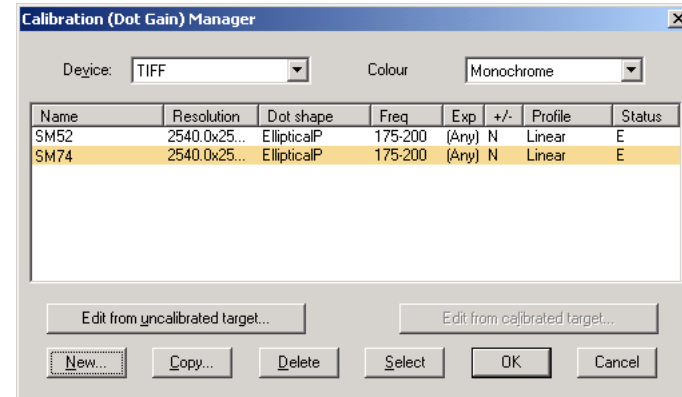 Calibration (Dot Gain) Manager
Device: TIFF Colour Monochrome
Name Resolution Dot shape Freq Exp +/- Profile Status
SM52 2540.0x25... EllipticalP 175-200 (Any) N Linear E
SM74 2540.0x25... EllipticalP 175-200 (Any) N Linear E
Edit from uncalibrated target... Edit from calibrated target...
New... Copy... Delete Select OK Cancel